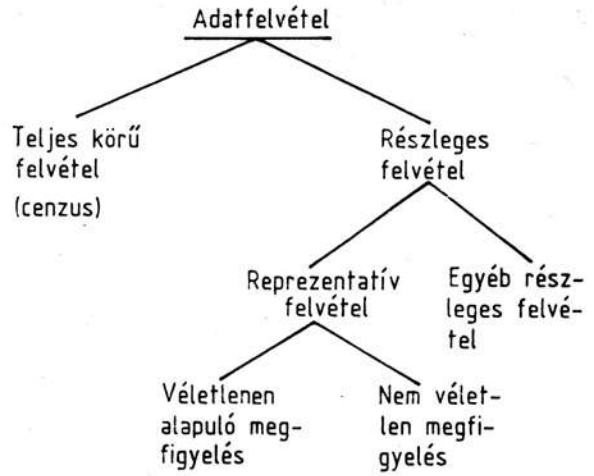 Adatfelvétel
Teljes körű
felvétel
(cenzus)
Részleges
felvétel
Reprezentatív
felvétel
Egyéb rész-
leges felvé-
tel
Véletlenen
alapuló meg-
figyelés
Nem vélet-
len megfi-
gyelés